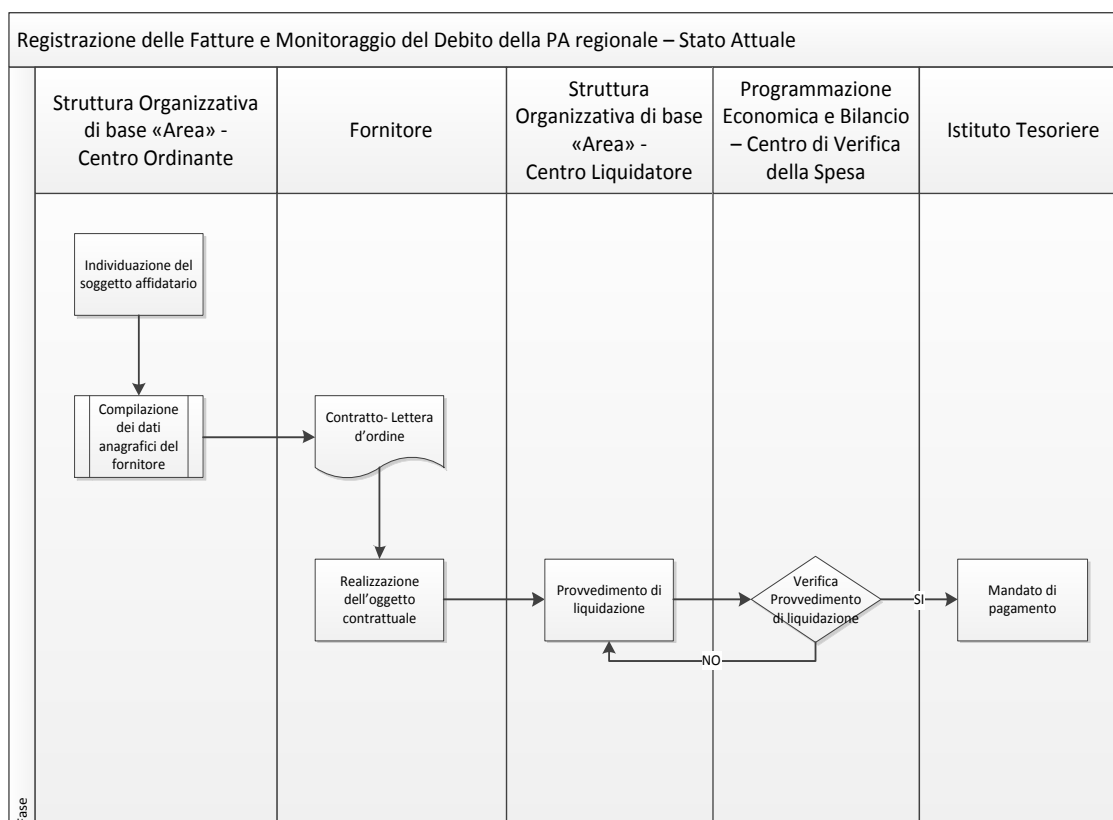 Registrazione delle Fatture e Monitoraggio del Debito della PA regionale – Stato Attuale
Struttura Organizzativa
di base «Area» -
Centro Ordinante
Fornitore
Struttura
Organizzativa di base
«Area» -
Centro Liquidatore
Programmazione
Economica e Bilancio
– Centro di Verifica
della Spesa
Istituto Tesoriere
Individuazione del
soggetto affidatario
Compilazione
dei dati
anagrafici del
fornitore
Contratto- Lettera
d’ordine
Realizzazione
dell’oggetto
contrattuale
Provvedimento di
liquidazione
Verifica
Provvedimento
di liquidazione
SI
Mandato di
pagamento
NO
Fase